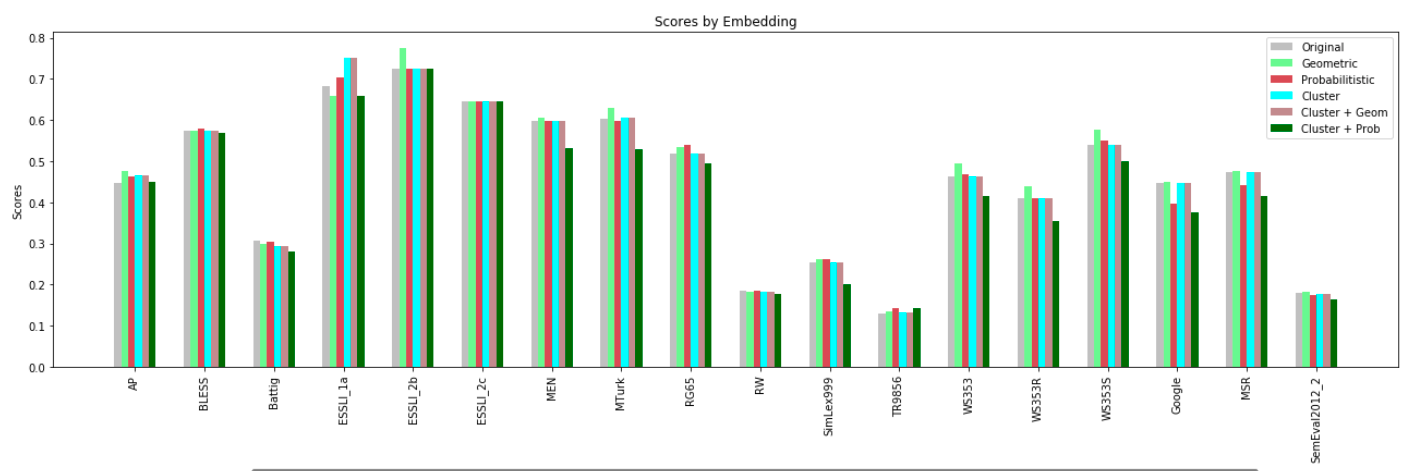 Scores by Embedding
Scores
0.8
0.7
0.6
0.5
0.4
0.3
0.2
0.1
0.0
Original
Geometric
Probabilitistic
Cluster
Cluster + Geom
Cluster + Prob
AP
BLESS
Battig
ESSLI_1a
ESSLI_2b
ESSLI_2c
MEN
MTurk
RG65
RW
SimLex999
TR9856
WS353
WS353R
WS353S
Google
MSR
SemEval2012_2